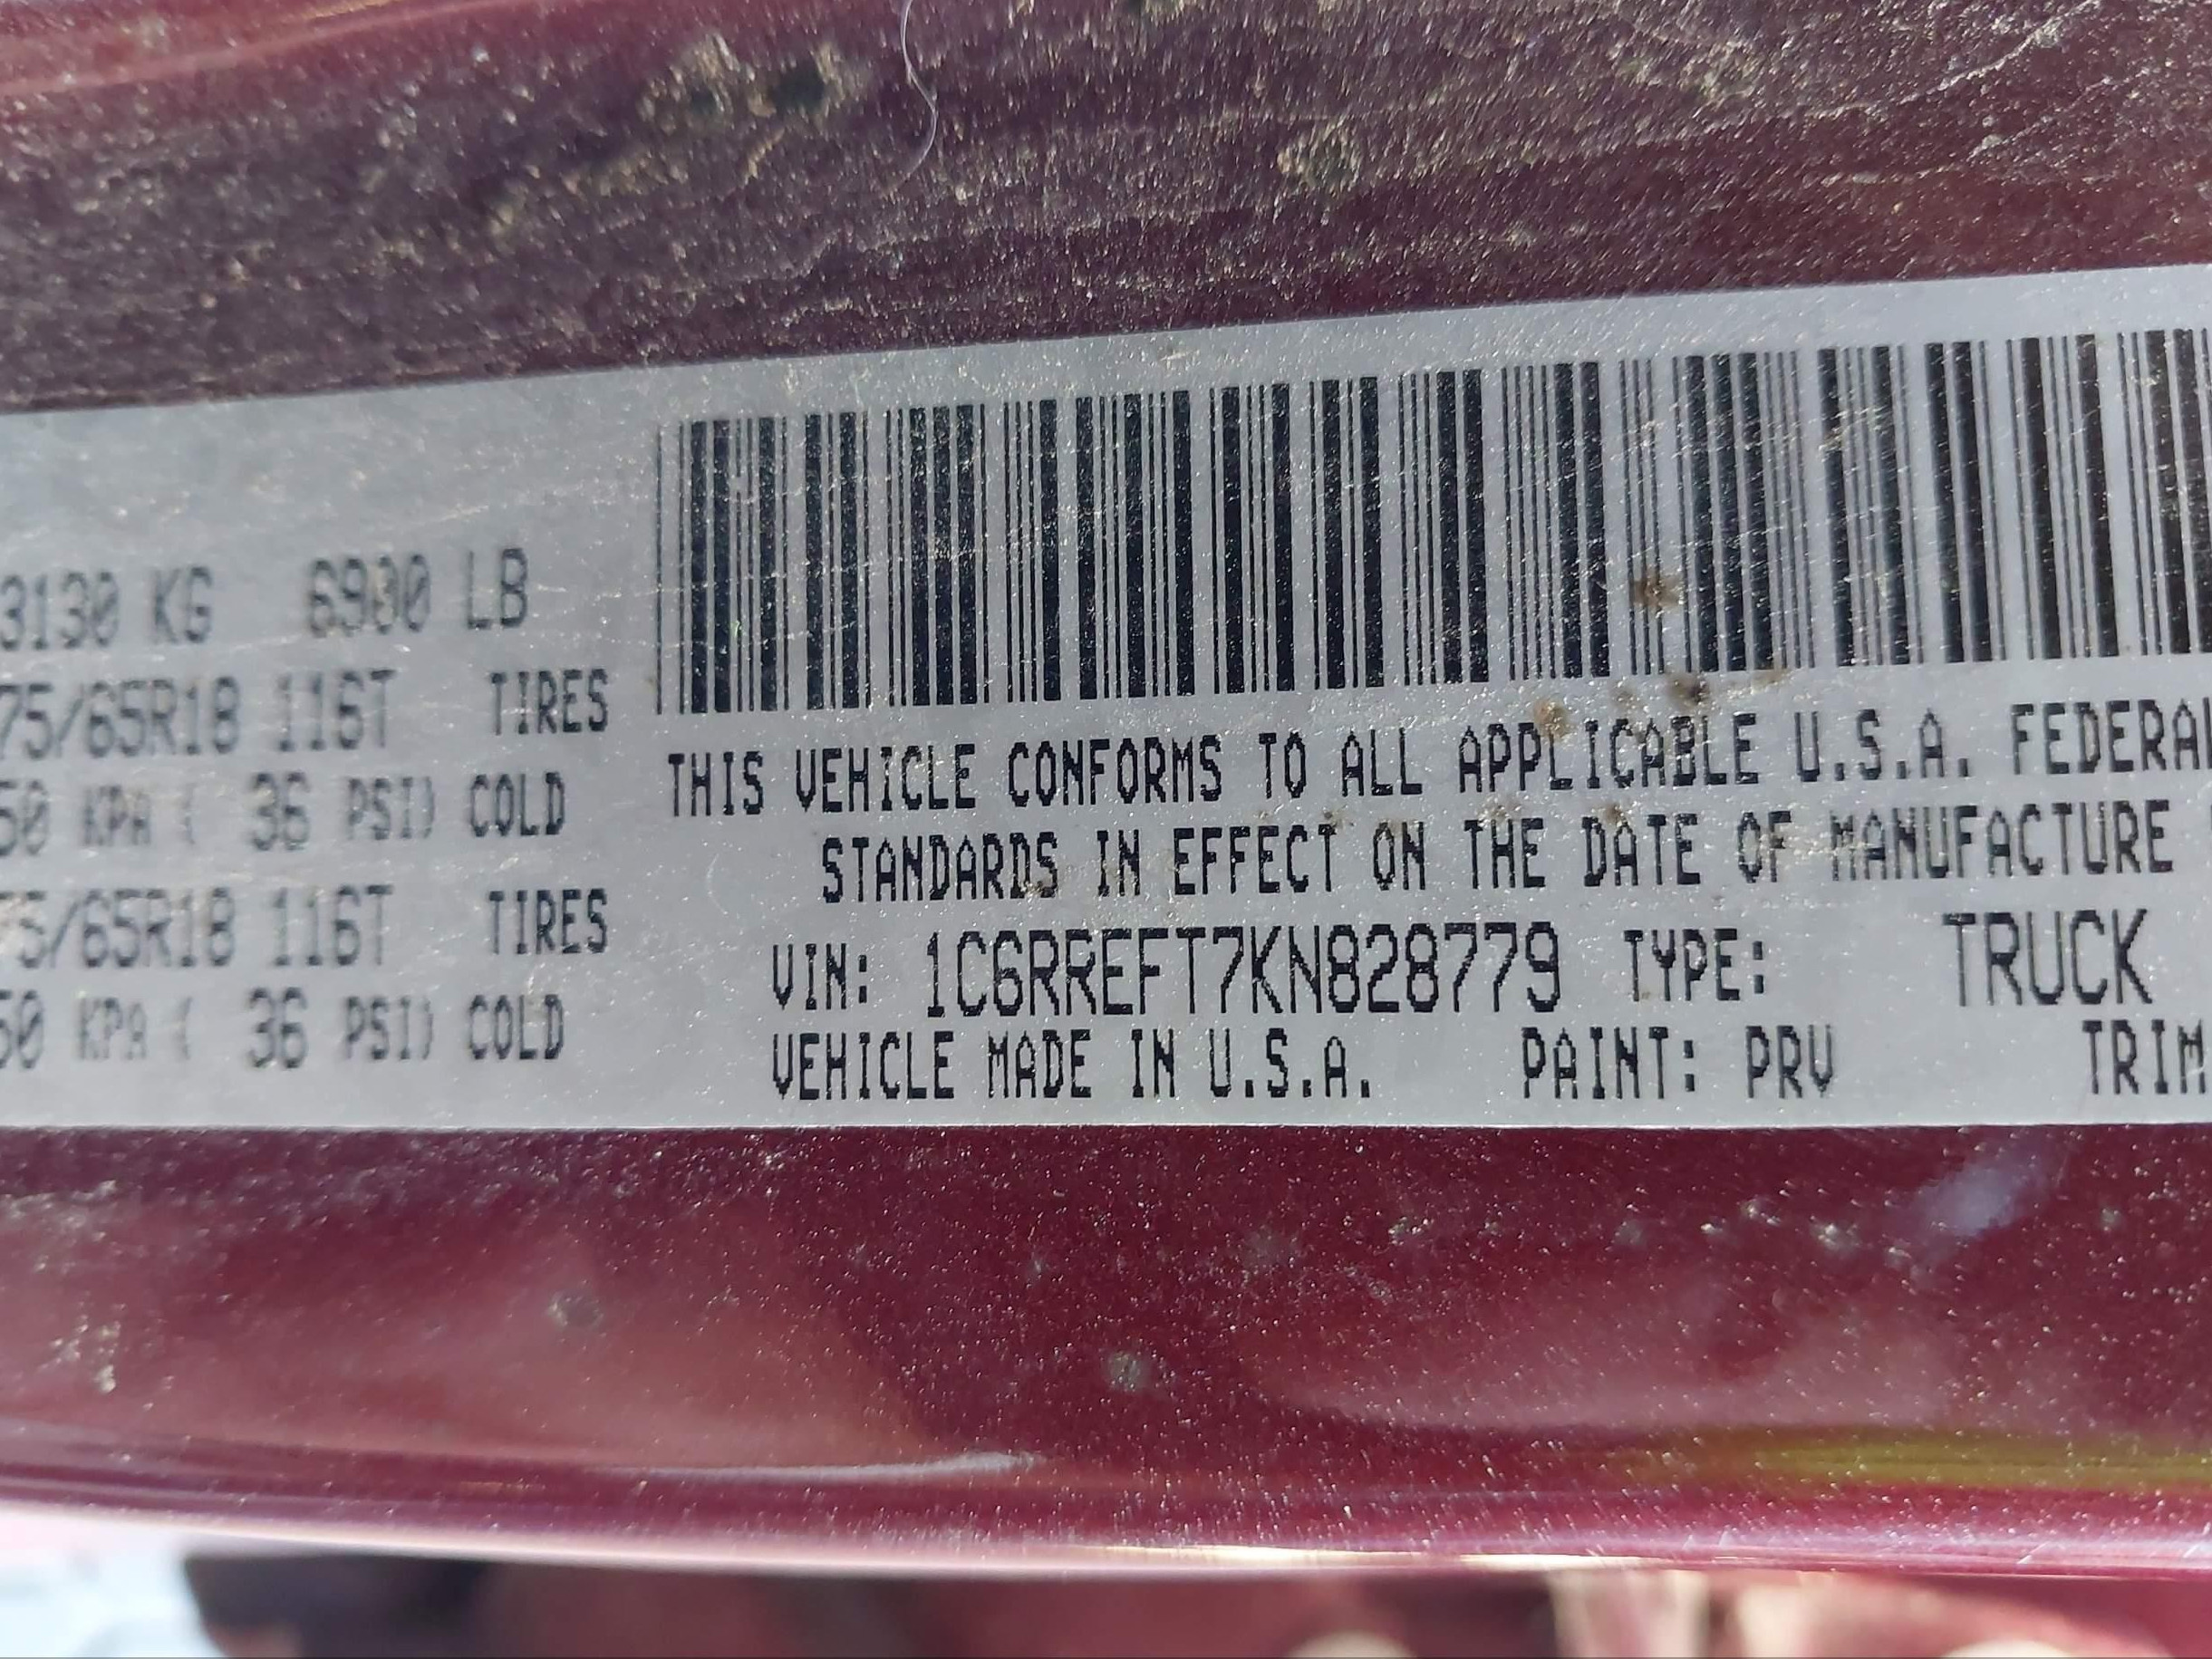 3130 KG 6900 LB
75/65R18 116T TIRES
50 KPA ( 36 PSI) COLD
75/65R18 116T TIRES
50 KPA ( 36 PSI) COLD
THIS VEHICLE CONFORMS TO ALL APPLICABLE U.S.A. FEDERAL
STANDARDS IN EFFECT ON THE DATE OF MANUFACTURE
VIN: 1C6RREFT7KN828779 TYPE: TRUCK
VEHICLE MADE IN U.S.A. PAINT: PRV TRIM